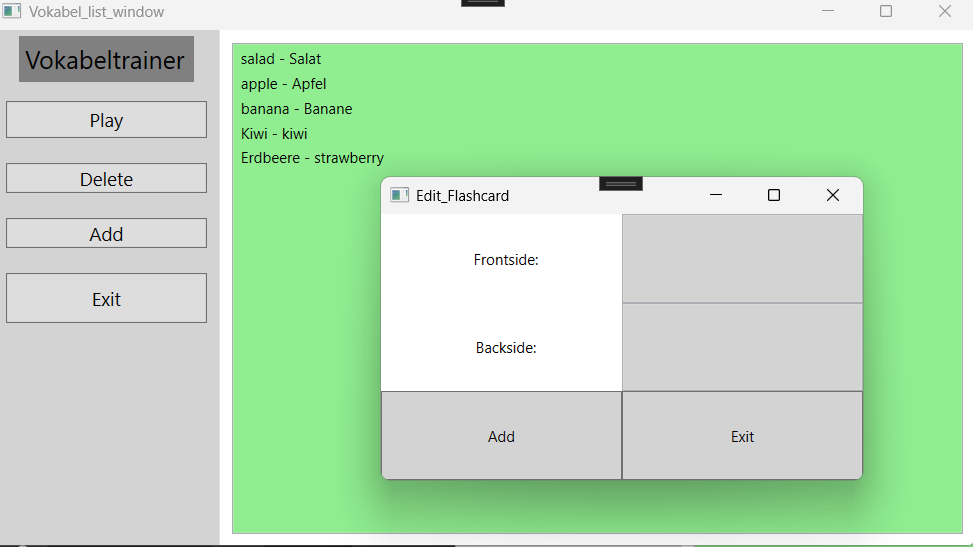 Vokabel_list_window
Vokabeltrainer
Play
Delete
Add
Exit
salad - Salat
apple - Apfel
banana - Banane
Kiwi - kiwi
Erdbeere - strawberry
Edit_Flashcard
Frontside:
Backside:
Add
Exit